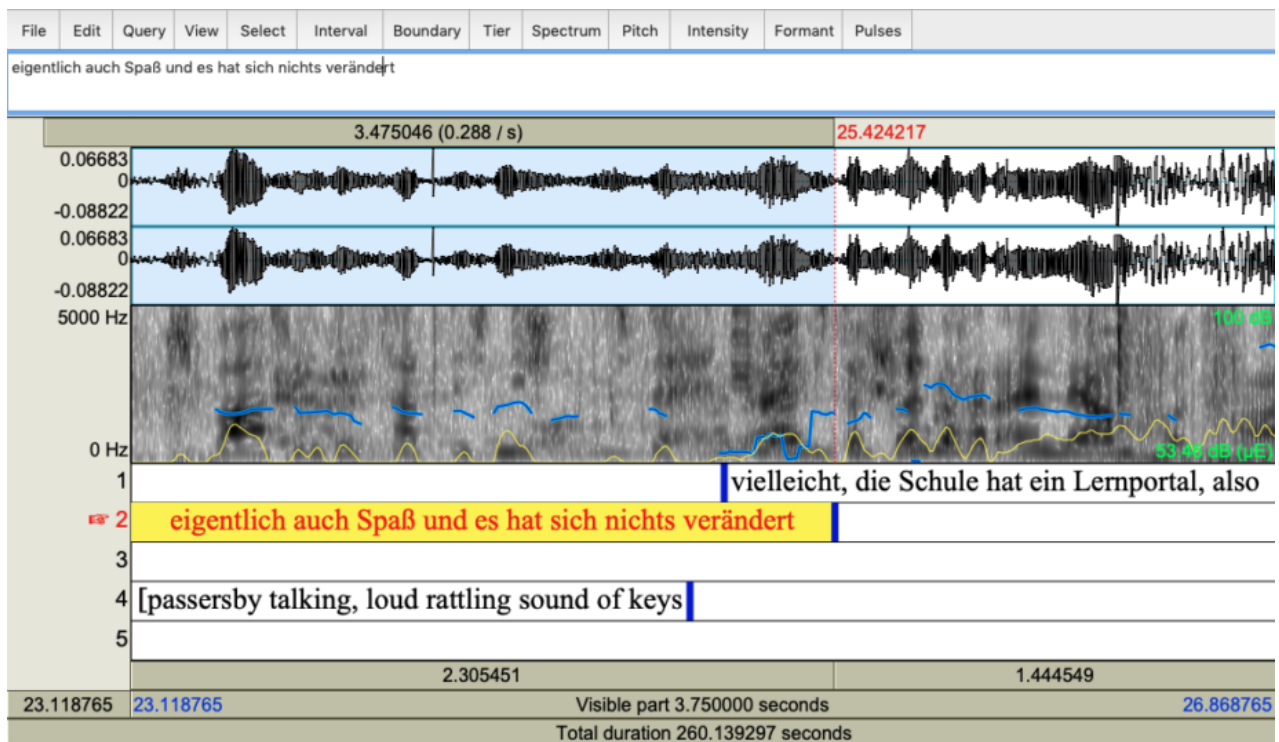 File Edit Query View Select Interval Boundary Tier Spectrum Pitch Intensity Formant Pulses
eigentlich auch Spaß und es hat sich nichts verändert
3.475046 (0.288 / s) 25.424217
0.06683
0
-0.08822
0.06683
0
-0.08822
5000 Hz 100 dB
0 Hz 53.46 dB (µE)
1 vielleicht, die Schule hat ein Lernportal, also
☞ 2 eigentlich auch Spaß und es hat sich nichts verändert
3
4 [passersby talking, loud rattling sound of keys
5
2.305451 1.444549
23.118765 23.118765 Visible part 3.750000 seconds 26.868765
Total duration 260.139297 seconds